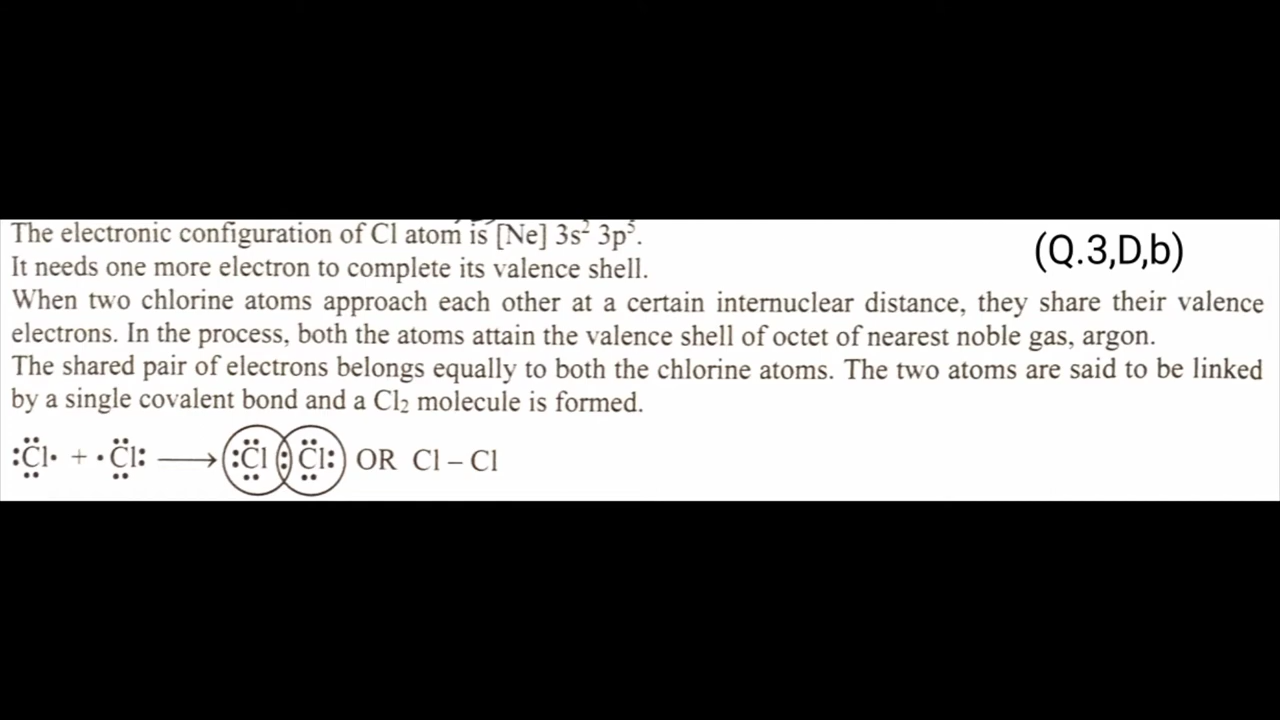 The electronic configuration of Cl atom is [Ne] 3s² 3p⁵.
(Q.3,D,b)
It needs one more electron to complete its valence shell.
When two chlorine atoms approach each other at a certain internuclear distance, they share their valence
electrons. In the process, both the atoms attain the valence shell of octet of nearest noble gas, argon.
The shared pair of electrons belongs equally to both the chlorine atoms. The two atoms are said to be linked
by a single covalent bond and a Cl₂ molecule is formed.
:Cl· + ·Cl: ⟶ :Cl : Cl: OR Cl – Cl